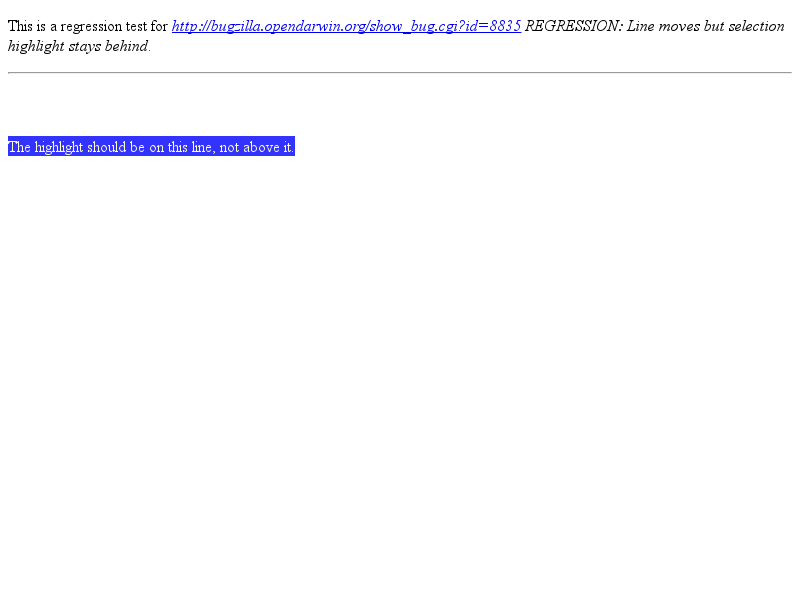 This is a regression test for http://bugzilla.opendarwin.org/show_bug.cgi?id=8835 REGRESSION: Line moves but selection
highlight stays behind.
The highlight should be on this line, not above it.